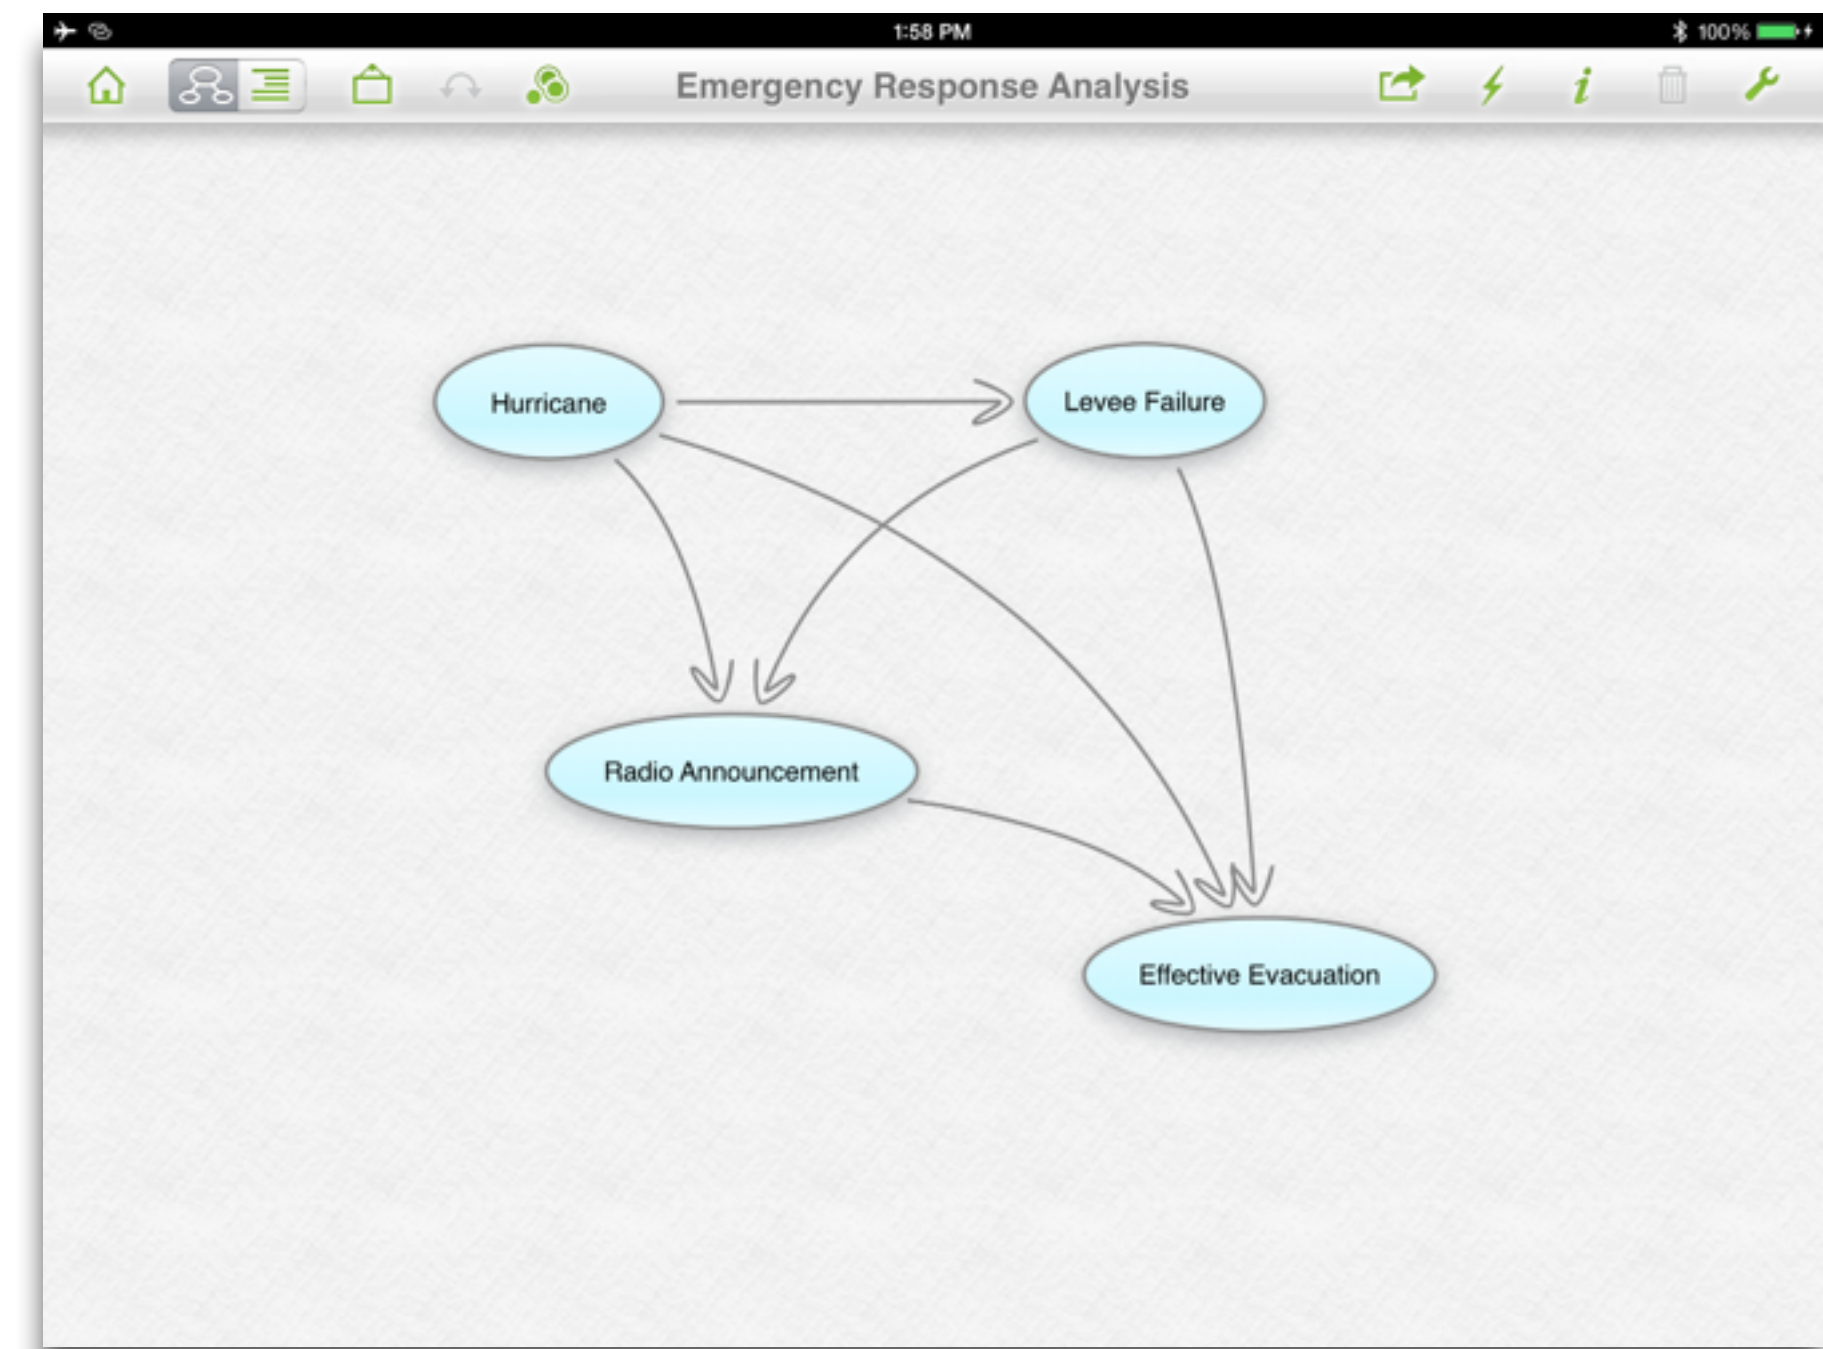 1:58 PM
100%
Emergency Response Analysis
i
Hurricane
Levee Failure
Radio Announcement
Effective Evacuation